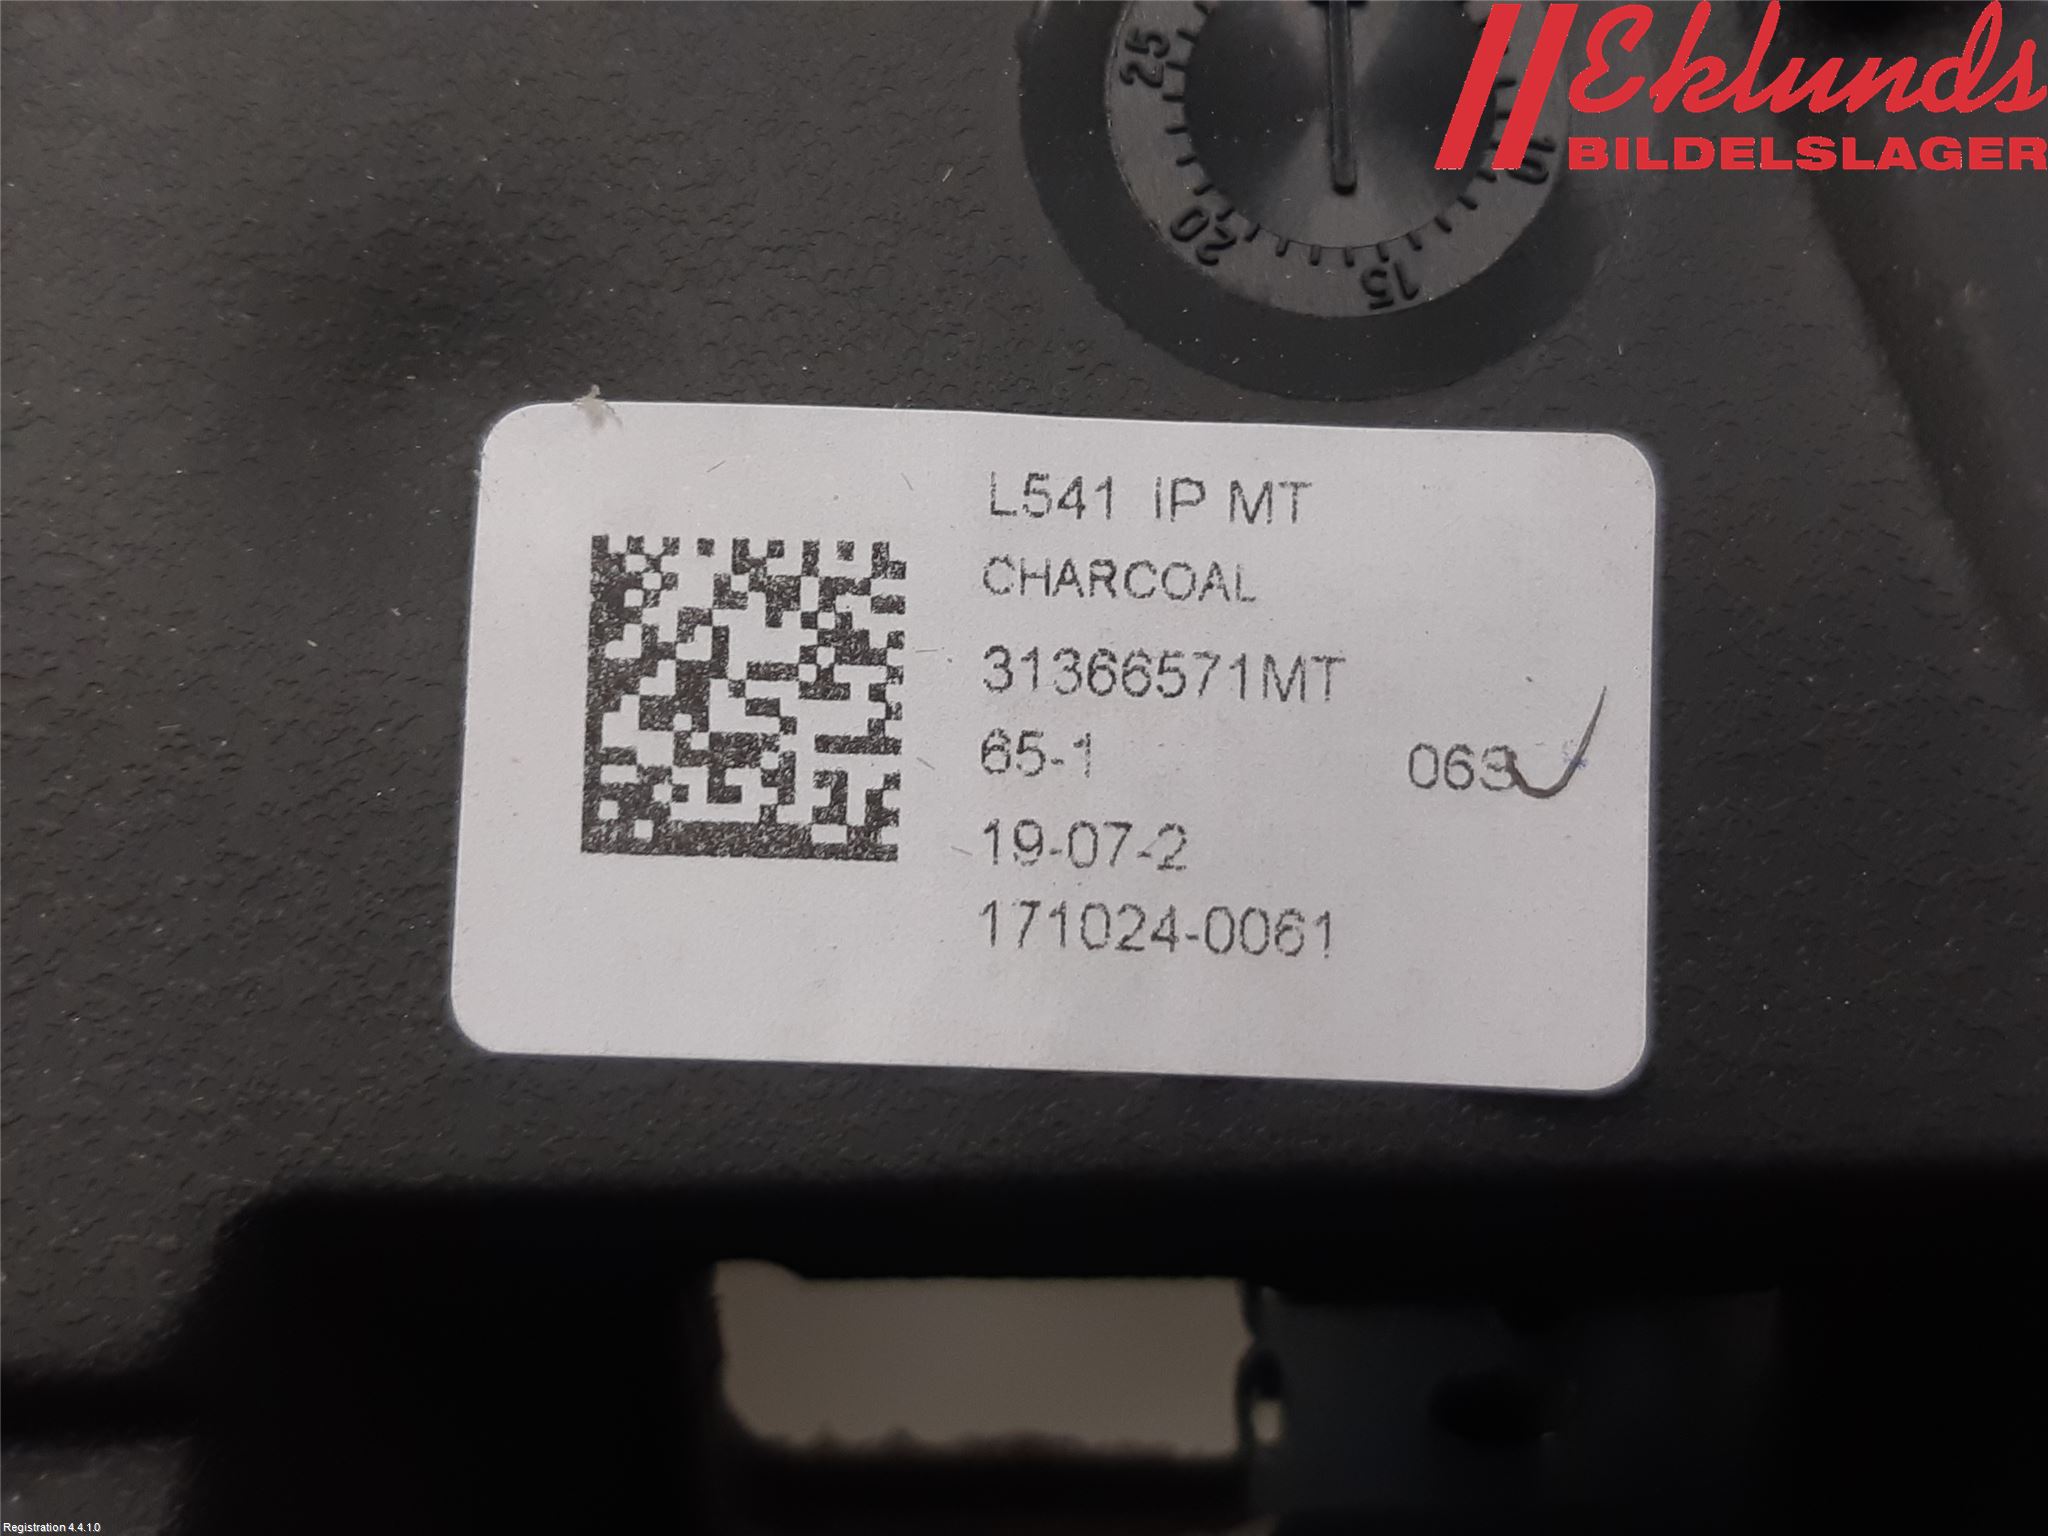 25
20
15
10
Eklunds
BILDELSLAGER
L541 IP MT
CHARCOAL
31366571MT
65-1 063
19-07-2
171024-0061
Registration 4.4.1.0